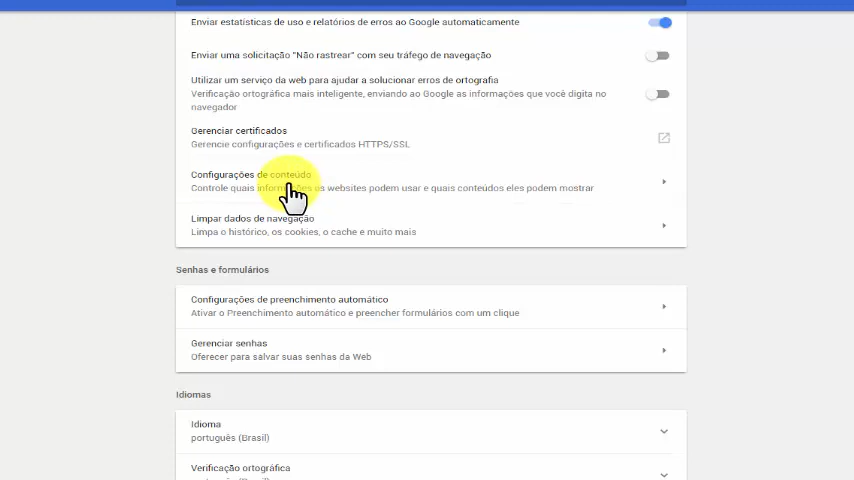 Enviar estatísticas de uso e relatórios de erros ao Google automaticamente
Enviar uma solicitação "Não rastrear" com seu tráfego de navegação
Utilizar um serviço da web para ajudar a solucionar erros de ortografia
Verificação ortográfica mais inteligente, enviando ao Google as informações que você digita no
navegador
Gerenciar certificados
Gerencie configurações e certificados HTTPS/SSL
Configurações de conteúdo
Controle quais informações os websites podem usar e quais conteúdos eles podem mostrar
Limpar dados de navegação
Limpa o histórico, os cookies, o cache e muito mais
Senhas e formulários
Configurações de preenchimento automático
Ativar o Preenchimento automático e preencher formulários com um clique
Gerenciar senhas
Oferecer para salvar suas senhas da Web
Idiomas
Idioma
português (Brasil)
Verificação ortográfica